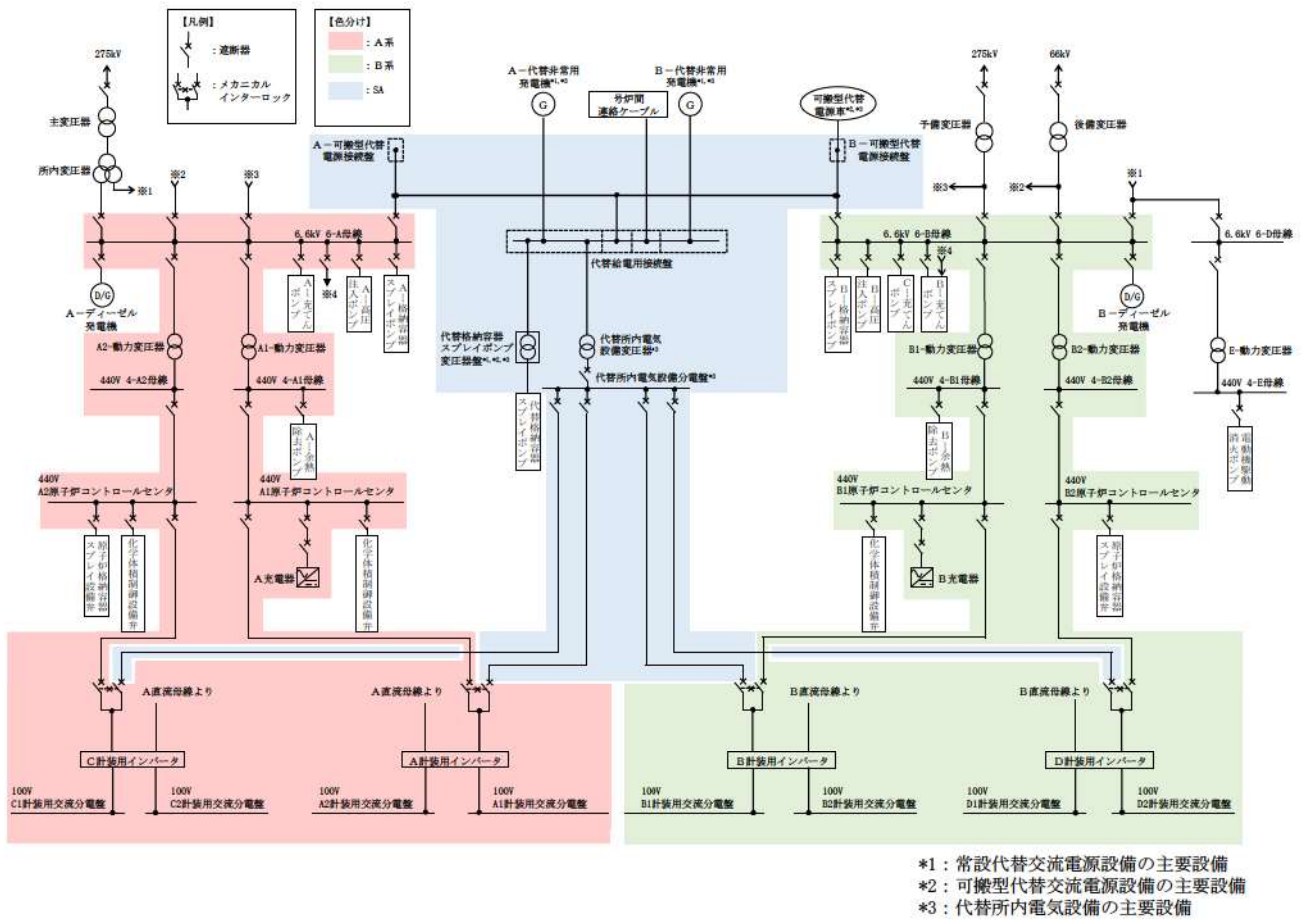 【凡例】
：遮断器
：メカニカル
インターロック
【色分け】
：A系
：B系
：SA
275kV
主変圧器
所内変圧器
※1
※2
※3
A－代替非常用
発電機*1,*3
号炉間
連絡ケーブル
B－代替非常用
発電機*1,*3
可搬型代替
電源車*2,*3
275kV
66kV
予備変圧器
後備変圧器
A－可搬型代替
電源接続盤
B－可搬型代替
電源接続盤
※3
※2
※1
6.6kV 6-A母線
代替給電用接続盤
6.6kV 6-B母線
6.6kV 6-D母線
D/G
A－ディーゼル
発電機
A－充てん
ポンプ
※4
A－高圧
注入ポンプ
A－格納容器
スプレイポンプ
B－格納容器
スプレイポンプ
B－高圧
注入ポンプ
C－充てん
ポンプ
※4
B－充てん
ポンプ
D/G
B－ディーゼル
発電機
A2-動力変圧器
A1-動力変圧器
代替格納容器
スプレイポンプ
変圧器盤*1,*2,*3
代替所内電気
設備変圧器*3
B1-動力変圧器
B2-動力変圧器
E-動力変圧器
440V 4-A2母線
440V 4-A1母線
代替所内電気設備分電盤*3
440V 4-B1母線
440V 4-B2母線
440V 4-E母線
A－余熱
除去ポンプ
代替格納容器
スプレイポンプ
B－余熱
除去ポンプ
電動機駆動
消火ポンプ
440V
A2原子炉コントロールセンタ
440V
A1原子炉コントロールセンタ
440V
B1原子炉コントロールセンタ
440V
B2原子炉コントロールセンタ
原子炉格納容器
スプレイ設備弁
化学体積制御設備弁
A充電器
化学体積制御設備弁
化学体積制御設備弁
B充電器
原子炉格納容器
スプレイ設備弁
A直流母線より
A直流母線より
B直流母線より
B直流母線より
C計装用インバータ
A計装用インバータ
B計装用インバータ
D計装用インバータ
100V
C1計装用交流分電盤
100V
C2計装用交流分電盤
100V
A2計装用交流分電盤
100V
A1計装用交流分電盤
100V
B1計装用交流分電盤
100V
B2計装用交流分電盤
100V
D1計装用交流分電盤
100V
D2計装用交流分電盤
*1：常設代替交流電源設備の主要設備
*2：可搬型代替交流電源設備の主要設備
*3：代替所内電気設備の主要設備
G
G